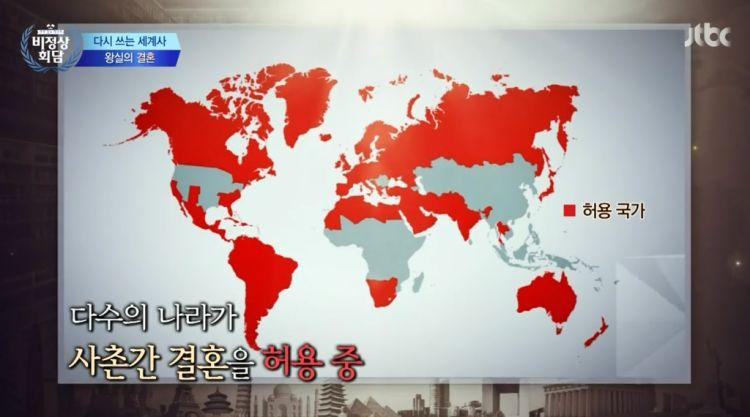 비정상
회담
다시 쓰는 세계사
왕실의 결혼
jtbc
허용 국가
다수의 나라가
사촌간 결혼을 허용 중